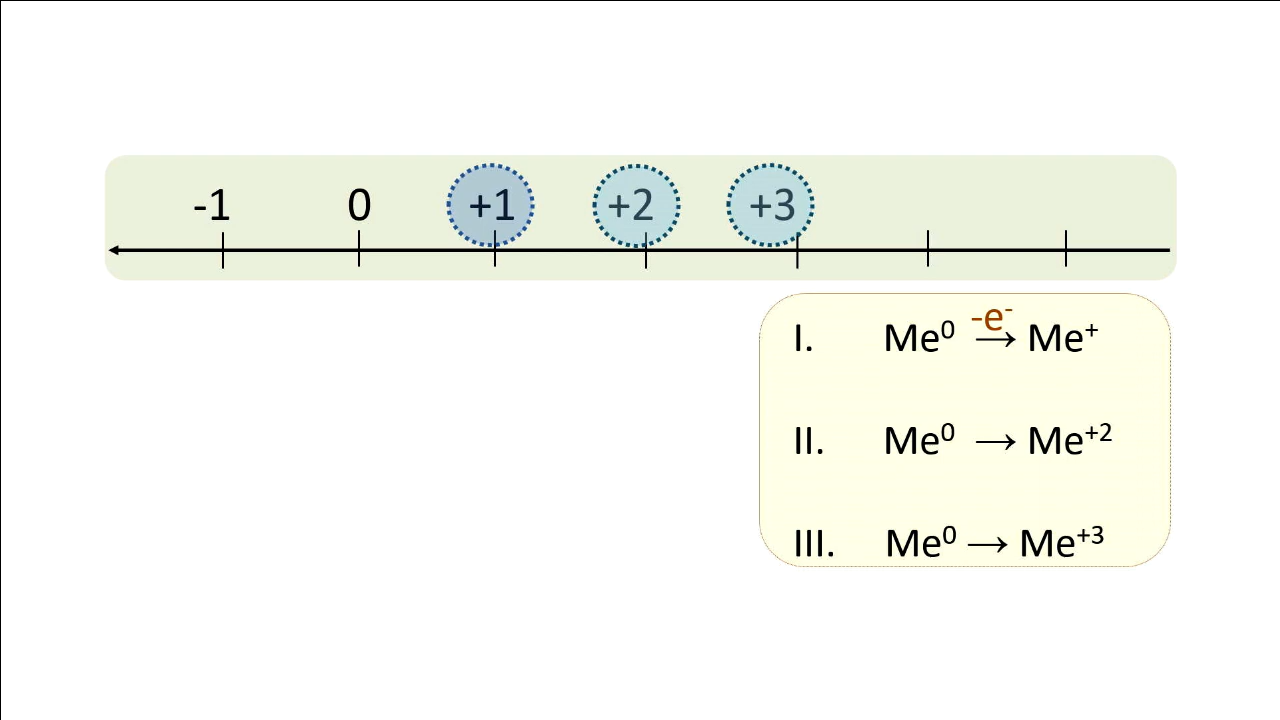 -1 0 +1 +2 +3
-e⁻
I. Me⁰ → Me⁺
II. Me⁰ → Me⁺²
III. Me⁰ → Me⁺³